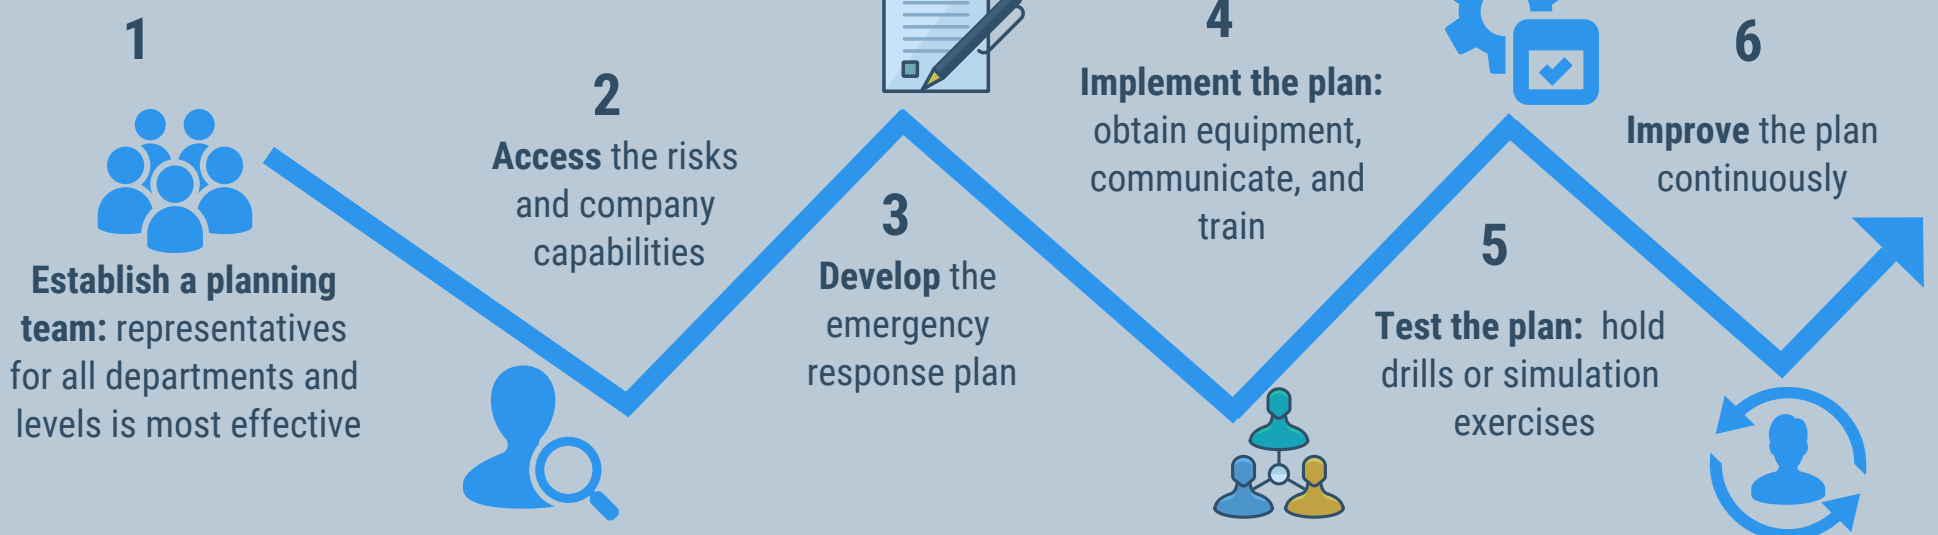 1
Establish a planning
team: representatives
for all departments and
levels is most effective
2
Access the risks
and company
capabilities
3
Develop the
emergency
response plan
4
Implement the plan:
obtain equipment,
communicate, and
train
5
Test the plan:  hold
drills or simulation
exercises
6
Improve the plan
continuously